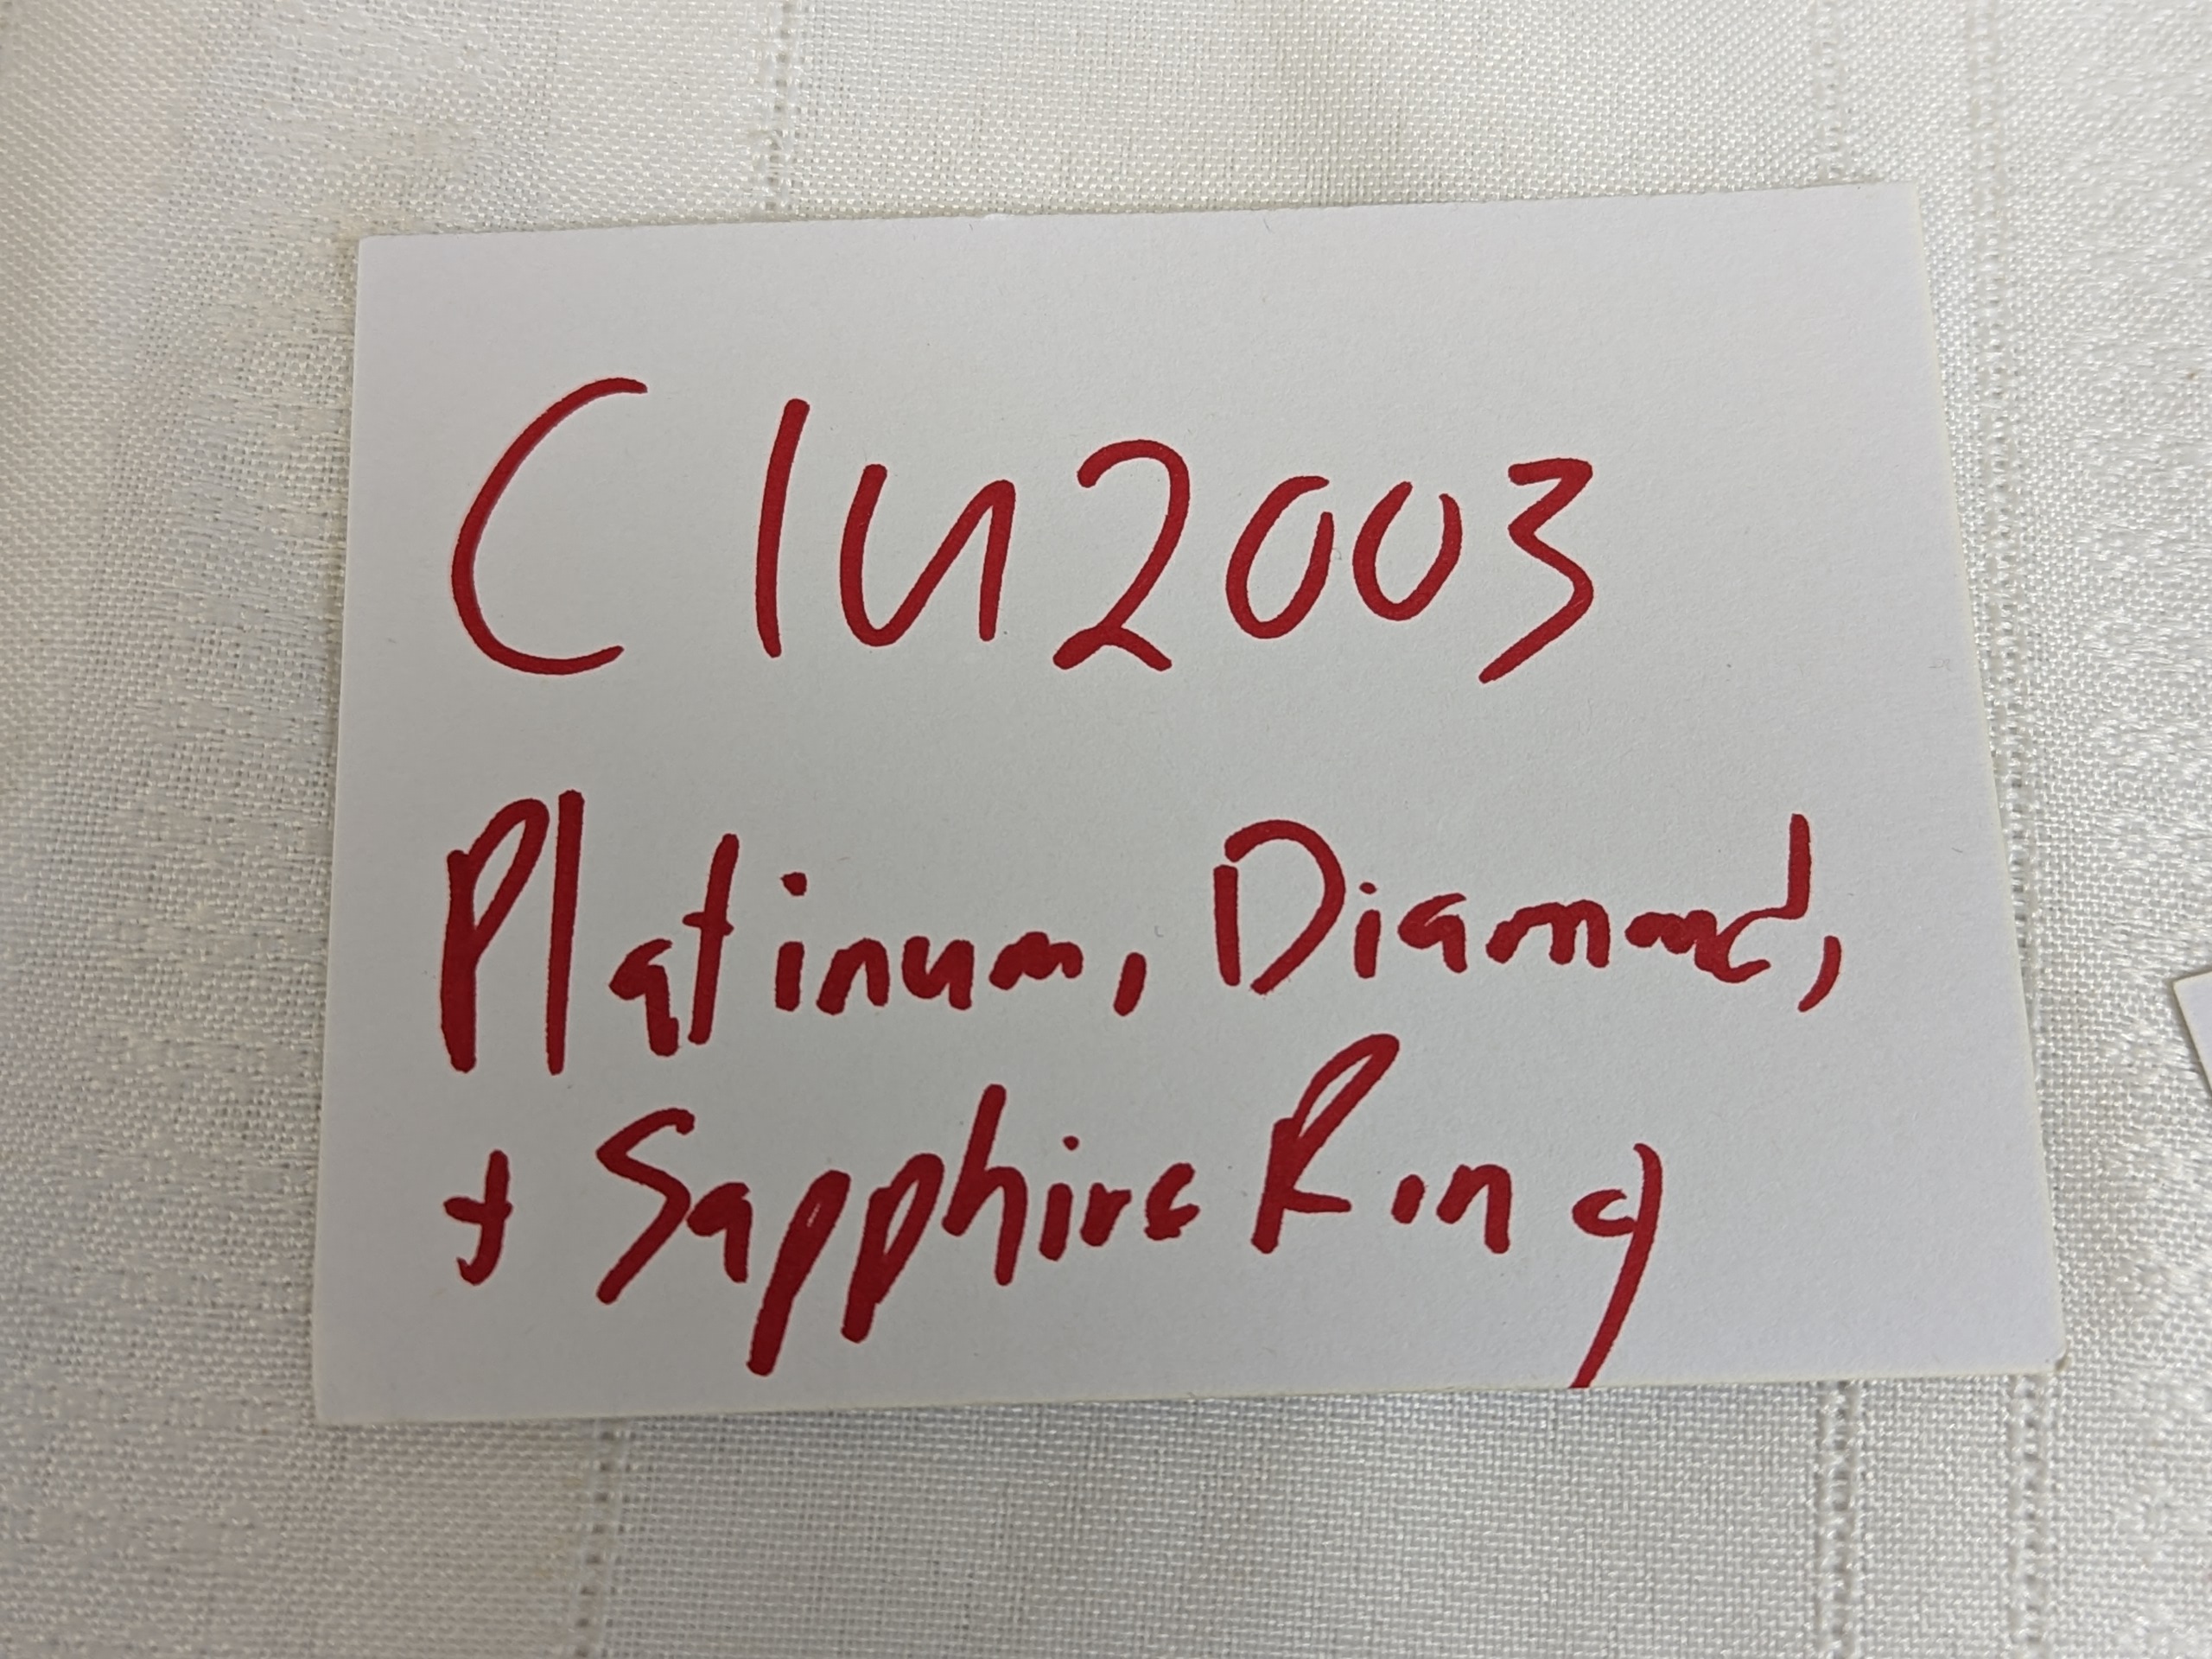 C1U2003
Platinum, Diamond,
+ Sapphire Ring